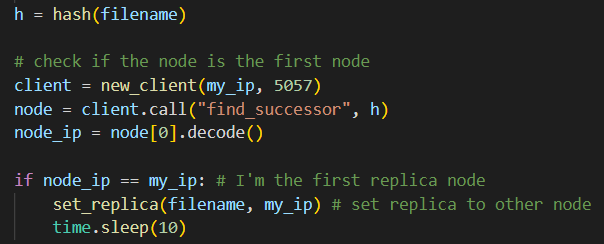 h = hash(filename)
# check if the node is the first node
client = new_client(my_ip, 5057)
node = client.call("find_successor", h)
node_ip = node[0].decode()
if node_ip == my_ip: # I'm the first replica node
    set_replica(filename, my_ip) # set replica to other node
    time.sleep(10)